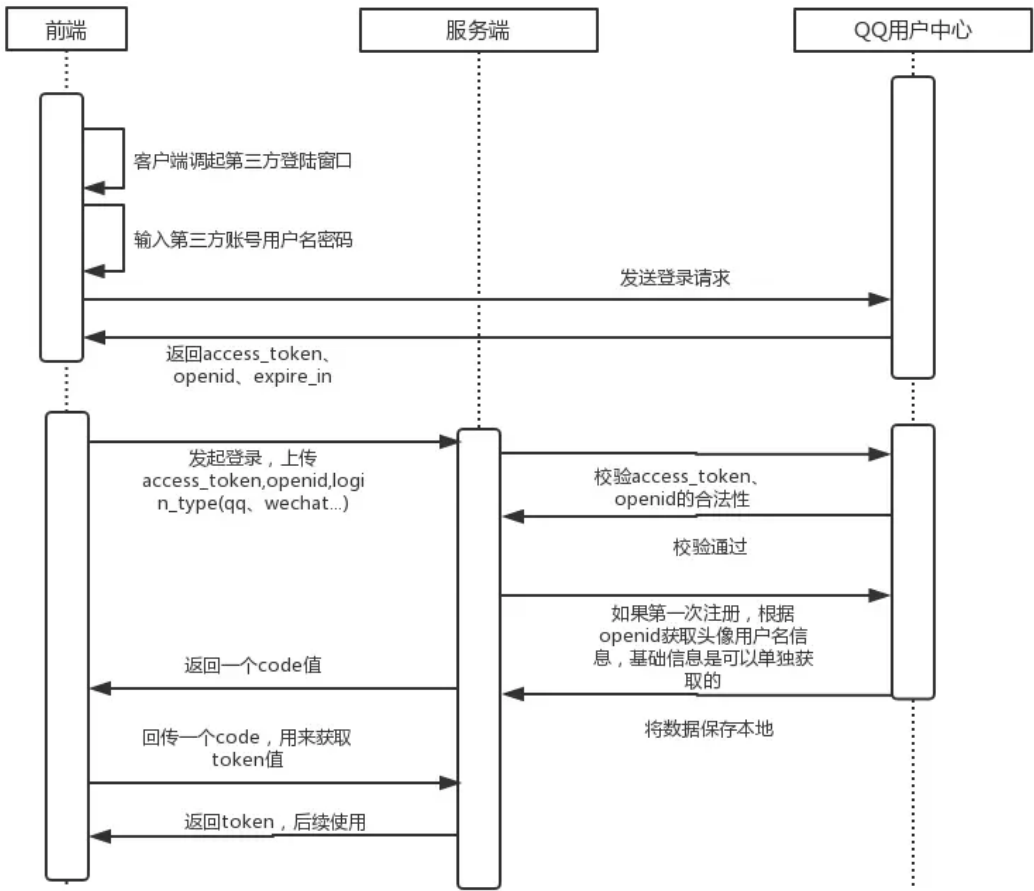 前端
服务端
QQ用户中心
客户端调起第三方登陆窗口
输入第三方账号用户名密码
发送登录请求
返回access_token、
openid、expire_in
发起登录，上传
access_token,openid,logi
n_type(qq、wechat...)
校验access_token、
openid的合法性
校验通过
如果第一次注册，根据
openid获取头像用户名信
息，基础信息是可以单独获
取的
返回一个code值
将数据保存本地
回传一个code，用来获取
token值
返回token，后续使用